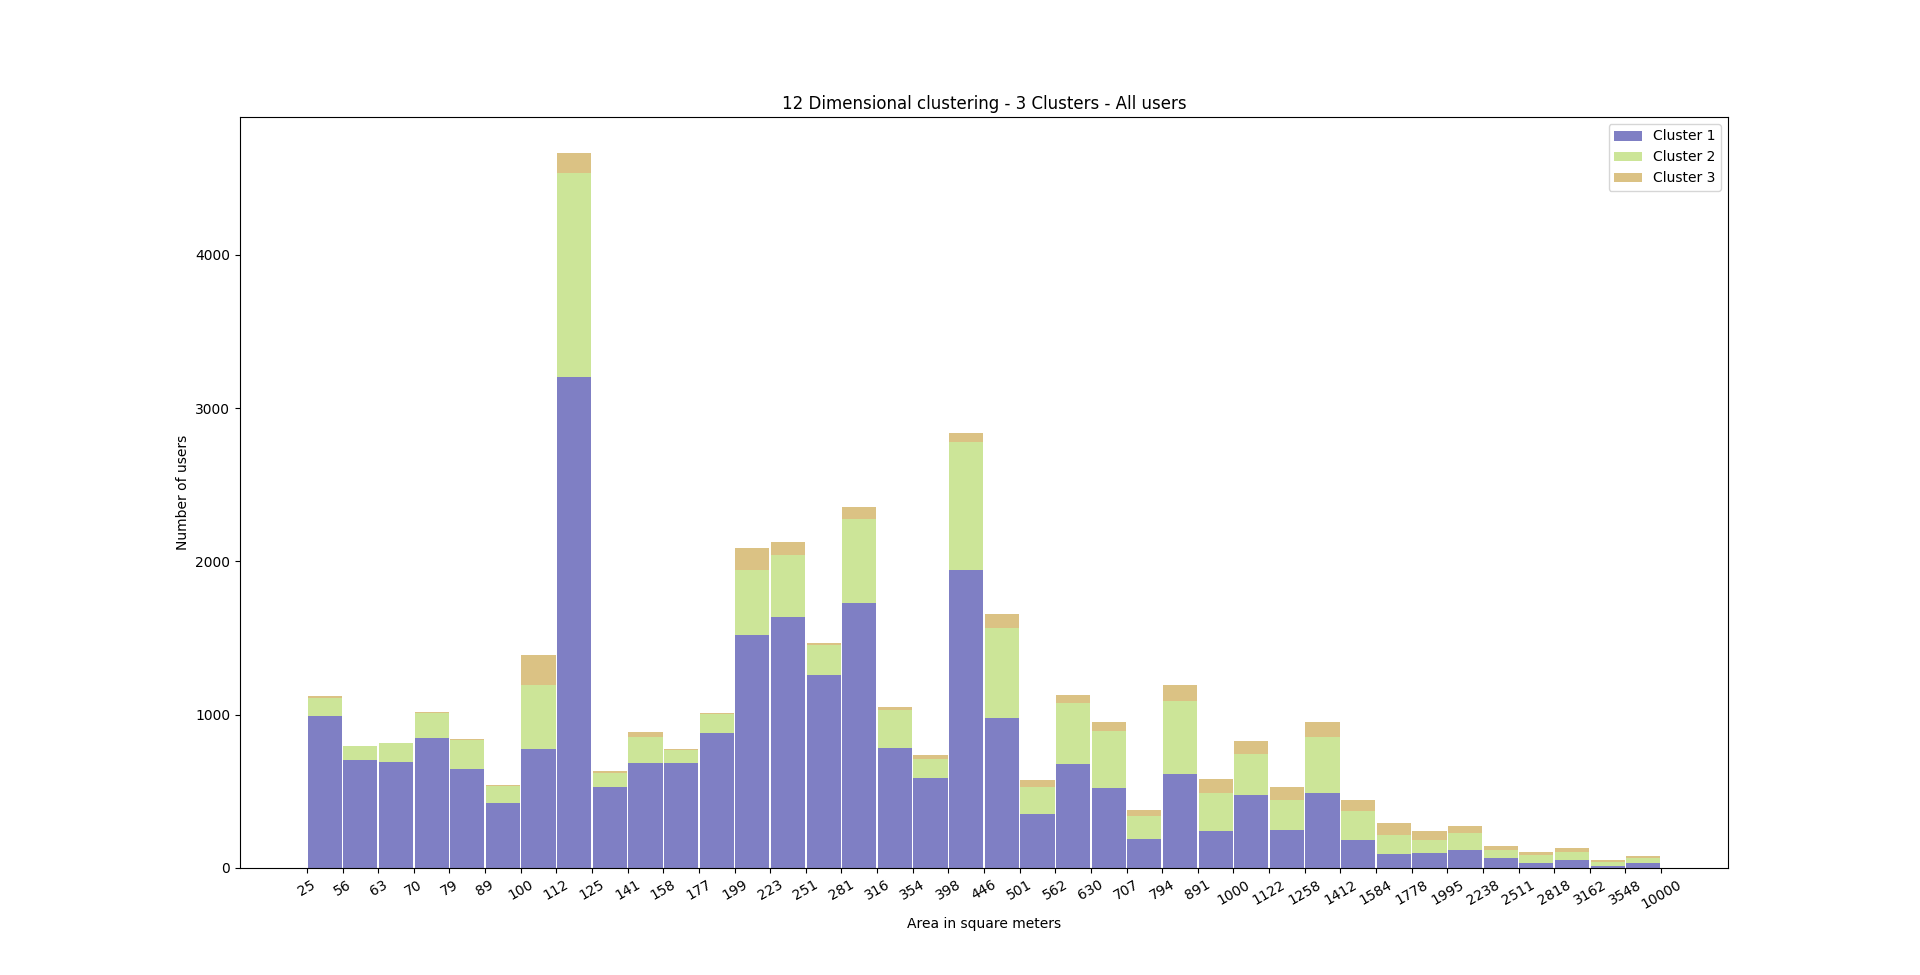 12 Dimensional clustering - 3 Clusters - All users
Cluster 1
Cluster 2
Cluster 3
4000
3000
2000
1000
0
Number of users
25 56 63 70 79 89 100 112 125 141 158 177 199 223 251 281 316 354 398 446 501 562 630 707 794 891 1000 1122 1258 1412 1584 1778 1995 2238 2511 2818 3162 3548 10000
Area in square meters